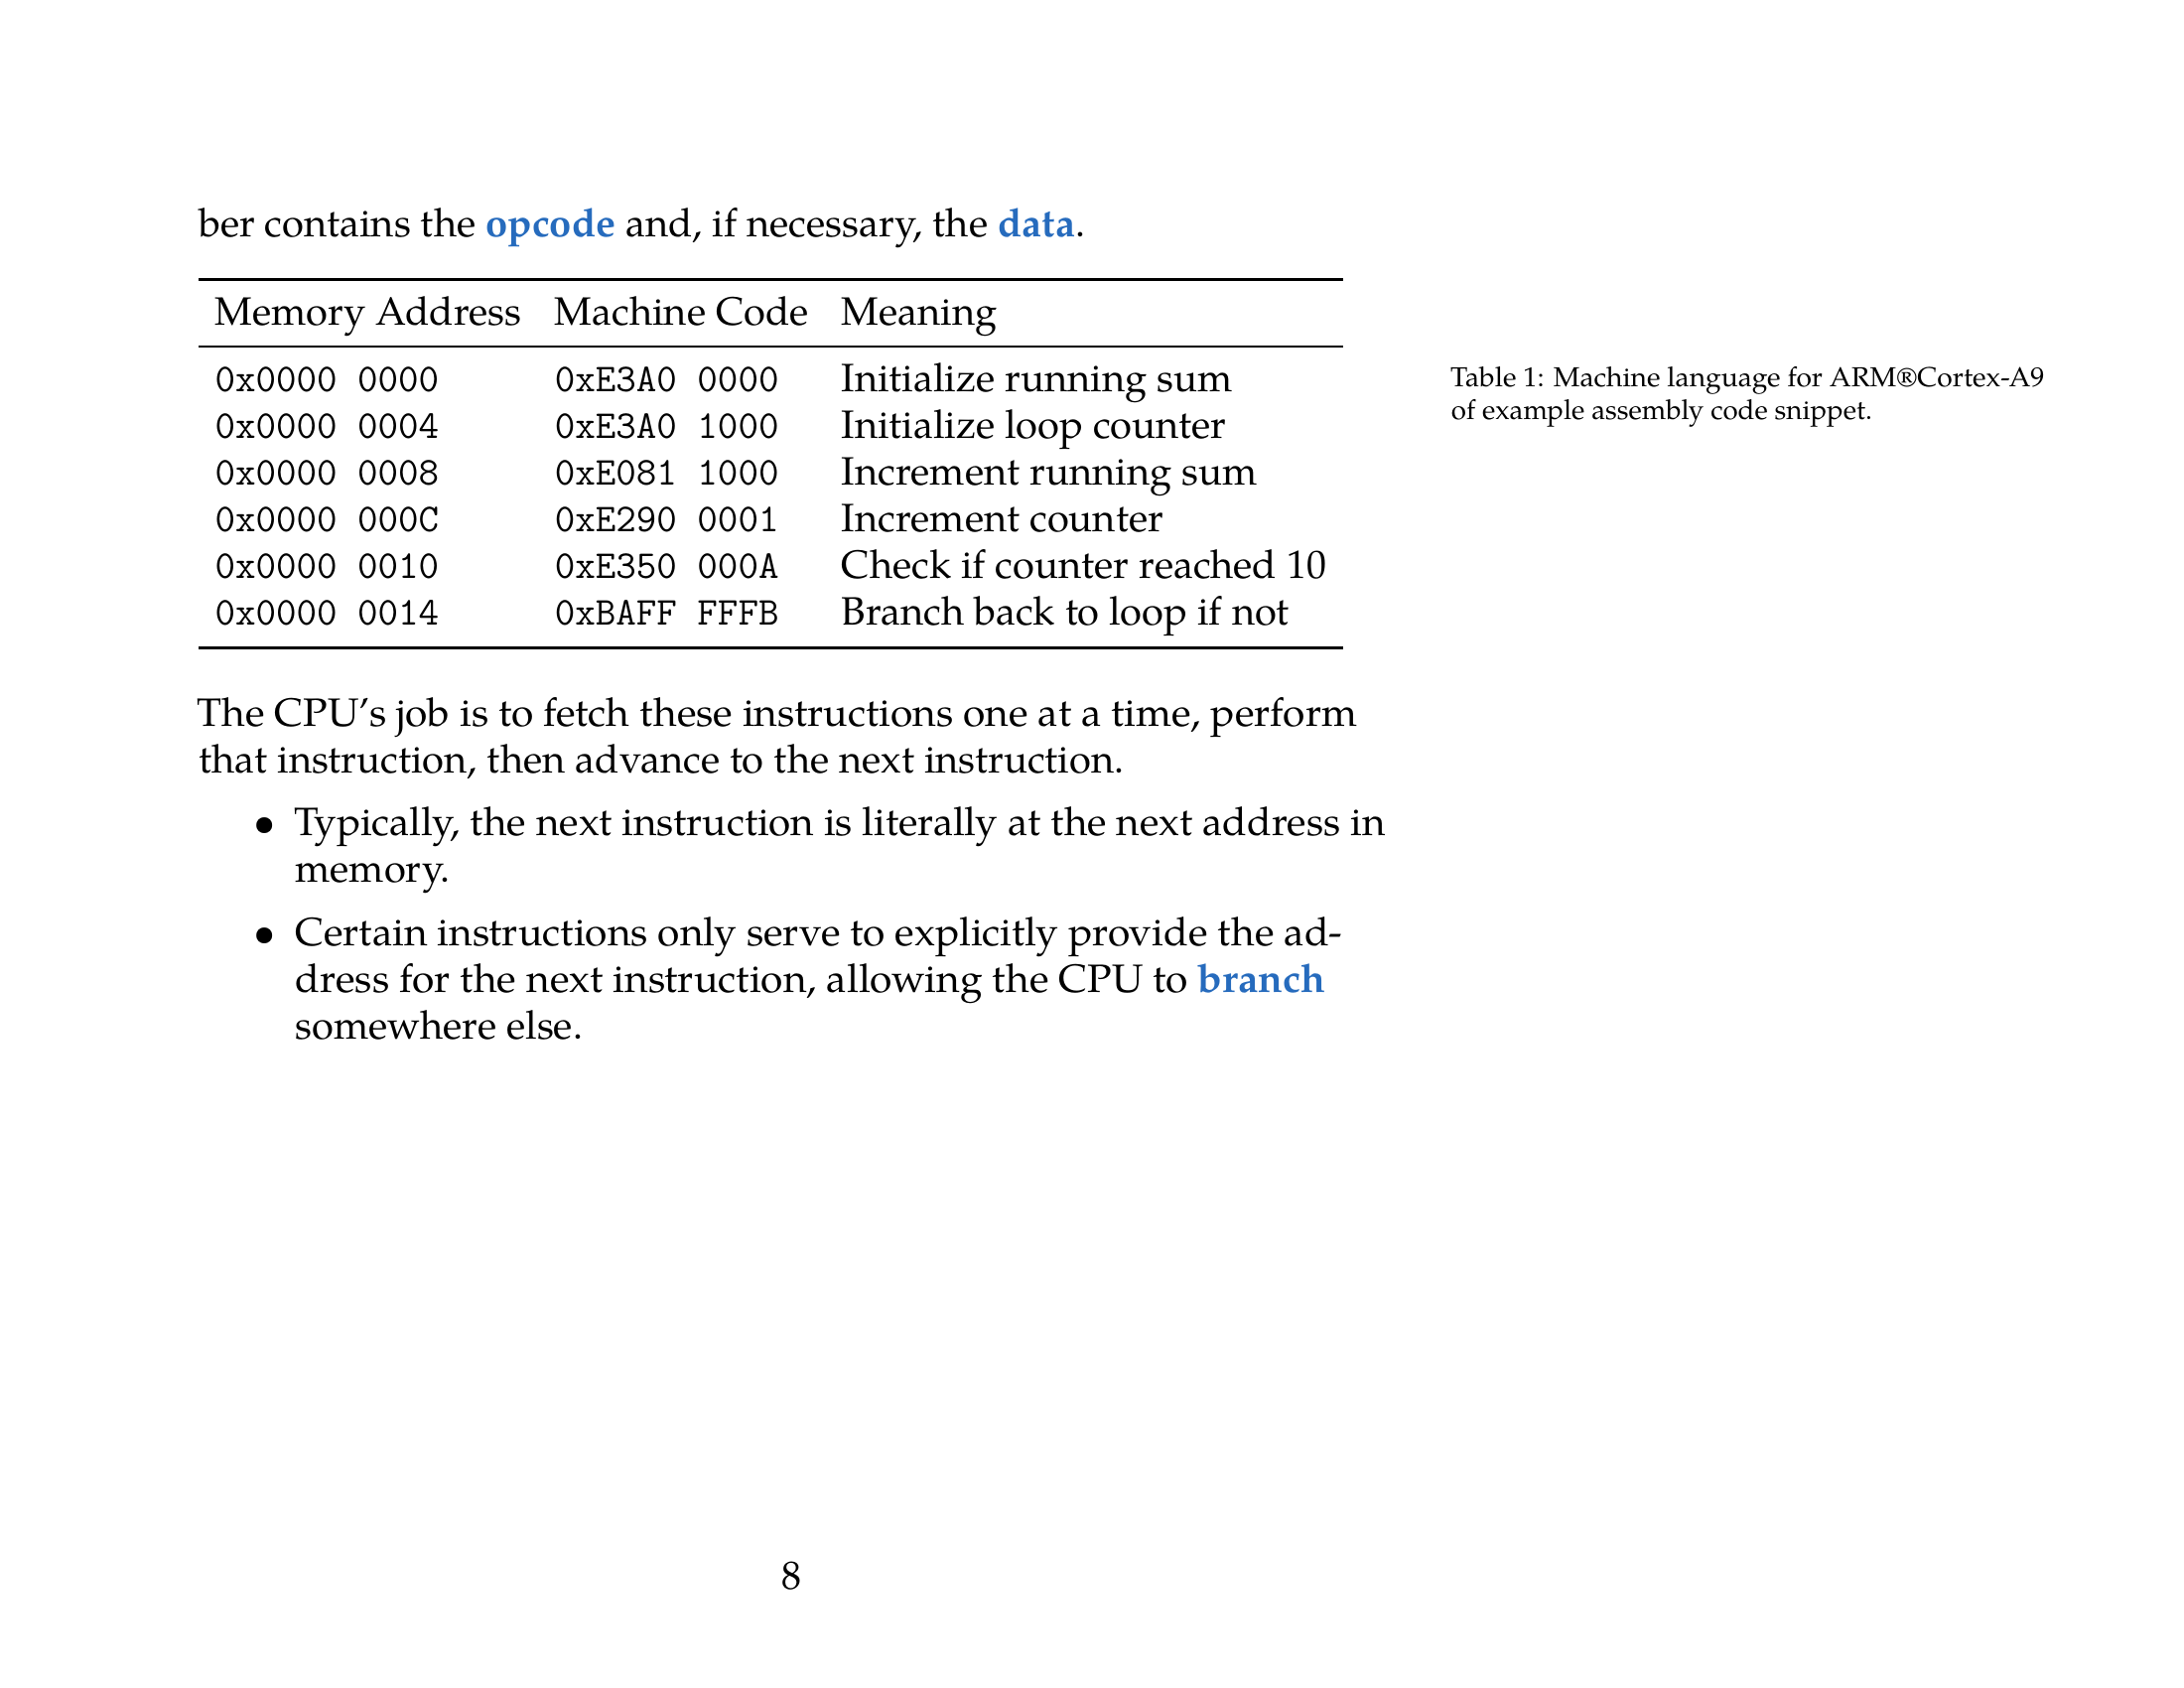 ber contains the opcode and, if necessary, the data.
Memory Address Machine Code Meaning
0x0000 0000 0xE3A0 0000 Initialize running sum
0x0000 0004 0xE3A0 1000 Initialize loop counter
0x0000 0008 0xE081 1000 Increment running sum
0x0000 000C 0xE290 0001 Increment counter
0x0000 0010 0xE350 000A Check if counter reached 10
0x0000 0014 0xBAFF FFFB Branch back to loop if not
Table 1: Machine language for ARM®Cortex-A9
of example assembly code snippet.
The CPU's job is to fetch these instructions one at a time, perform
that instruction, then advance to the next instruction.
• Typically, the next instruction is literally at the next address in
memory.
• Certain instructions only serve to explicitly provide the ad-
dress for the next instruction, allowing the CPU to branch
somewhere else.
8